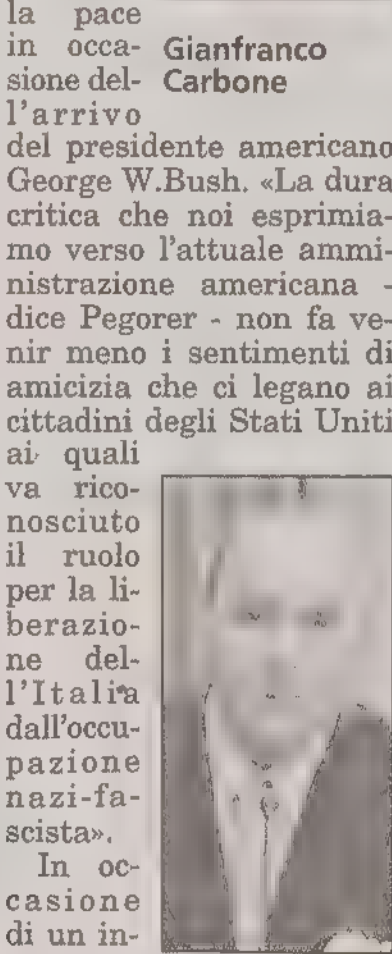 la pace
in occa-
sione del-
l'arrivo
Gianfranco
Carbone
del presidente americano
George W.Bush. «La dura
critica che noi esprimia-
mo verso l'attuale ammi-
nistrazione americana -
dice Pegorer - non fa ve-
nir meno i sentimenti di
amicizia che ci legano ai
cittadini degli Stati Uniti
ai quali
va rico-
nosciuto
il ruolo
per la li-
berazio-
ne del-
l'Italia
dall'occu-
pazione
nazi-fa-
scista».
In oc-
casione
di un in-